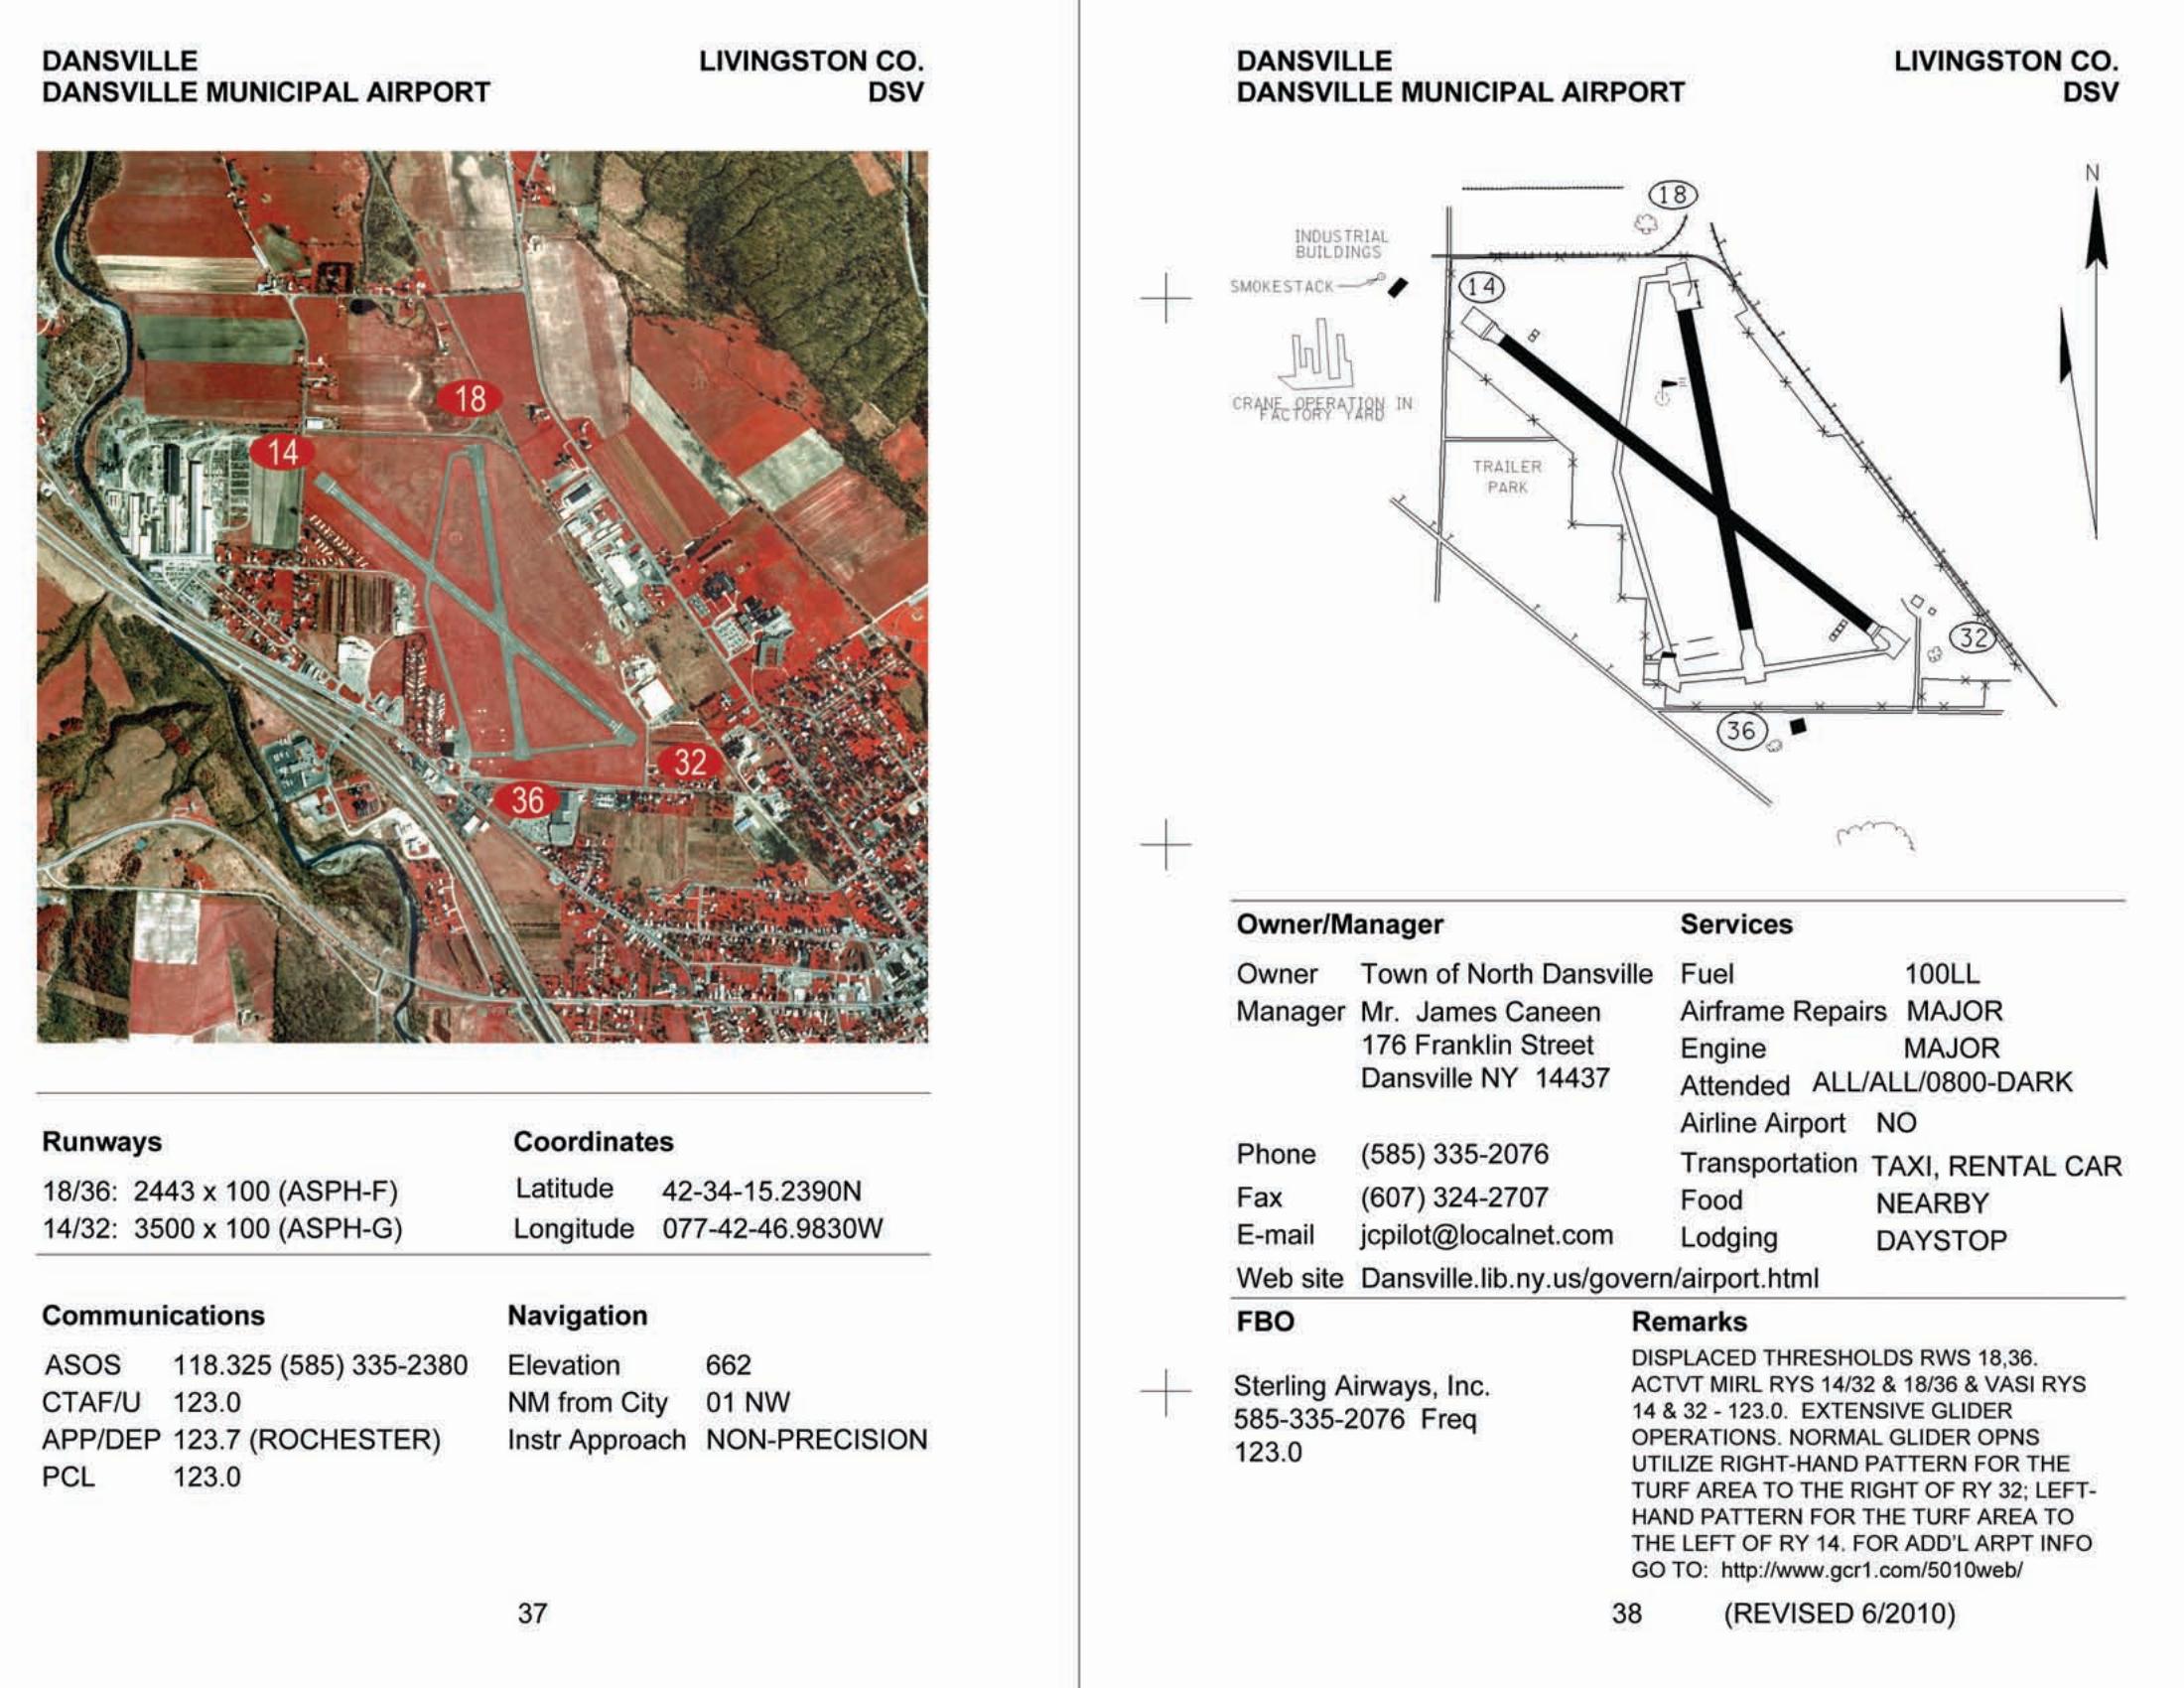 DANSVILLE
LIVINGSTON CO.
DANSVILLE MUNICIPAL AIRPORT
DSV
18
14
32
36
Runways
18/36: 2443 x 100 (ASPH-F)
14/32: 3500 x 100 (ASPH-G)
Coordinates
Latitude 42-34-15.2390N
Longitude 077-42-46.9830W
Communications
ASOS 118.325 (585) 335-2380
CTAF/U 123.0
APP/DEP 123.7 (ROCHESTER)
PCL 123.0
Navigation
Elevation 662
NM from City 01 NW
Instr Approach NON-PRECISION
37
DANSVILLE
LIVINGSTON CO.
DANSVILLE MUNICIPAL AIRPORT
DSV
N
18
INDUSTRIAL
BUILDINGS
SMOKESTACK
14
CRANE OPERATION IN
FACTORY YARD
TRAILER
PARK
32
36
Owner/Manager
Owner Town of North Dansville
Manager Mr. James Caneen
176 Franklin Street
Dansville NY 14437
Phone (585) 335-2076
Fax (607) 324-2707
E-mail jcpilot@localnet.com
Web site Dansville.lib.ny.us/govern/airport.html
Services
Fuel 100LL
Airframe Repairs MAJOR
Engine MAJOR
Attended ALL/ALL/0800-DARK
Airline Airport NO
Transportation TAXI, RENTAL CAR
Food NEARBY
Lodging DAYSTOP
FBO
Sterling Airways, Inc.
585-335-2076 Freq
123.0
Remarks
DISPLACED THRESHOLDS RWS 18,36.
ACTVT MIRL RYS 14/32 & 18/36 & VASI RYS
14 & 32 - 123.0. EXTENSIVE GLIDER
OPERATIONS. NORMAL GLIDER OPNS
UTILIZE RIGHT-HAND PATTERN FOR THE
TURF AREA TO THE RIGHT OF RY 32; LEFT-
HAND PATTERN FOR THE TURF AREA TO
THE LEFT OF RY 14. FOR ADD'L ARPT INFO
GO TO: http://www.gcr1.com/5010web/
38
(REVISED 6/2010)